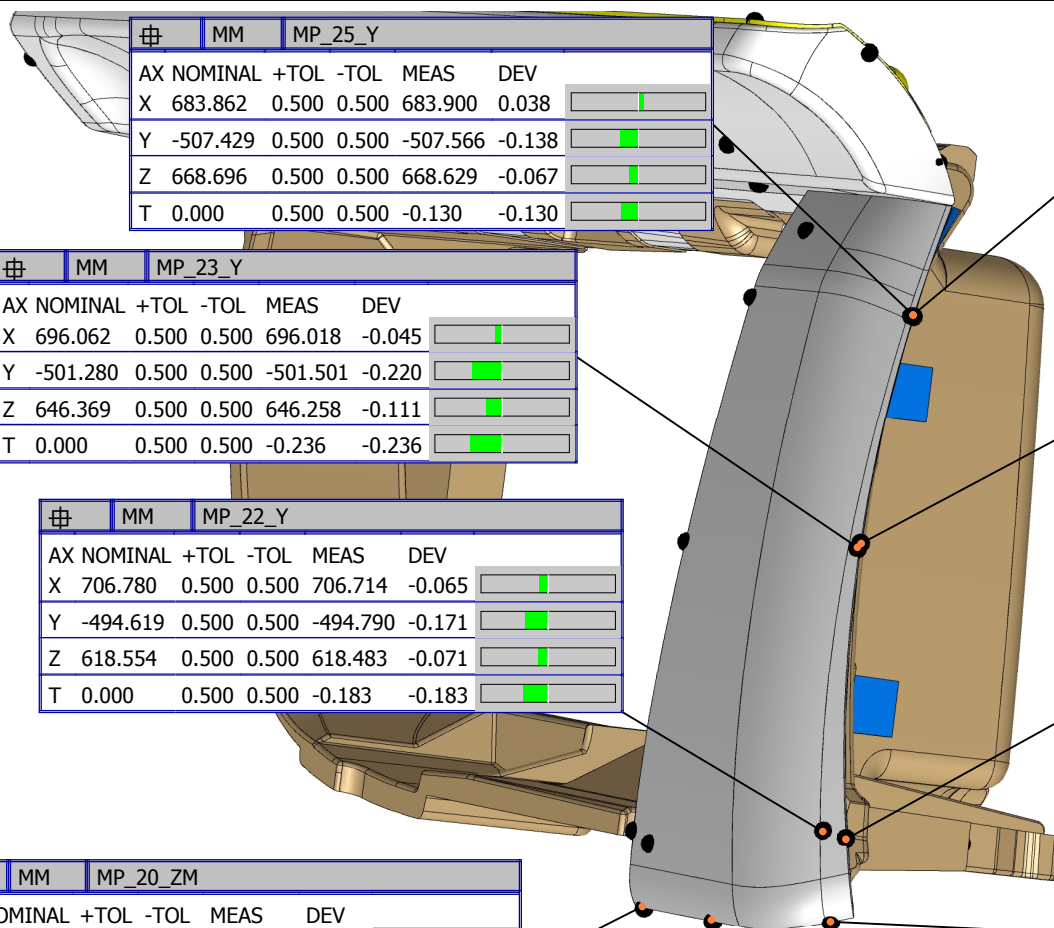 MM MP_25_Y
AX NOMINAL +TOL -TOL MEAS DEV
X 683.862 0.500 0.500 683.900 0.038
Y -507.429 0.500 0.500 -507.566 -0.138
Z 668.696 0.500 0.500 668.629 -0.067
T 0.000 0.500 0.500 -0.130 -0.130
MM MP_23_Y
AX NOMINAL +TOL -TOL MEAS DEV
X 696.062 0.500 0.500 696.018 -0.045
Y -501.280 0.500 0.500 -501.501 -0.220
Z 646.369 0.500 0.500 646.258 -0.111
T 0.000 0.500 0.500 -0.236 -0.236
MM MP_22_Y
AX NOMINAL +TOL -TOL MEAS DEV
X 706.780 0.500 0.500 706.714 -0.065
Y -494.619 0.500 0.500 -494.790 -0.171
Z 618.554 0.500 0.500 618.483 -0.071
T 0.000 0.500 0.500 -0.183 -0.183
MM MP_20_ZM
OMINAL +TOL -TOL MEAS DEV